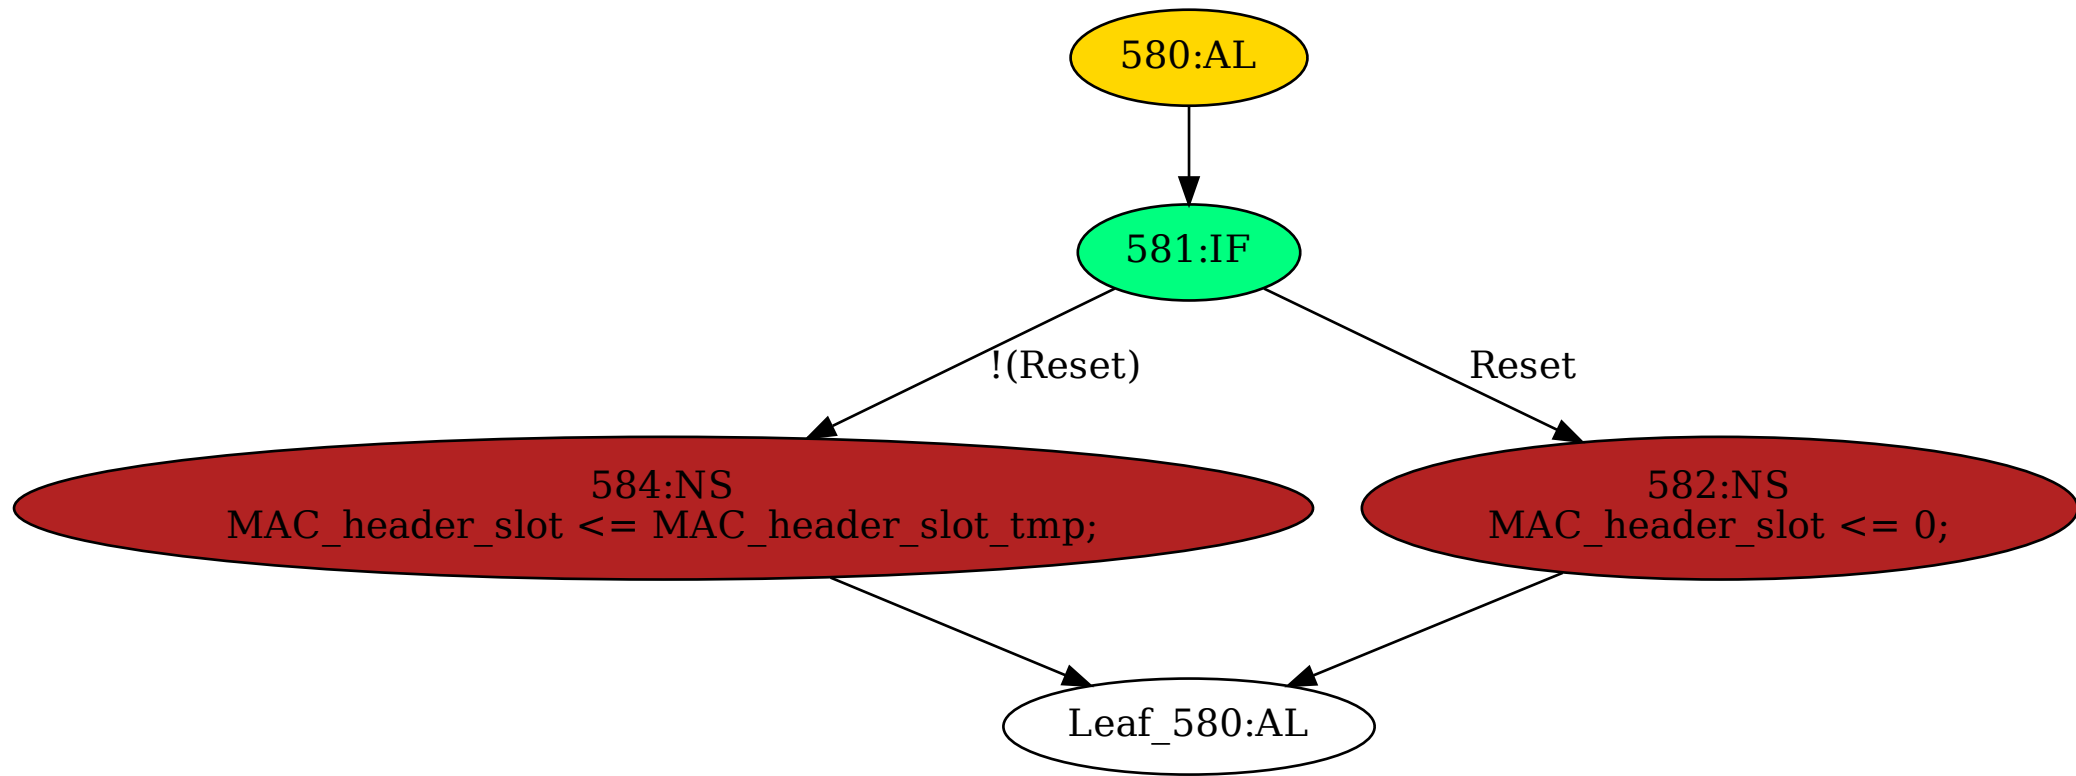 580:AL
581:IF
!(Reset)
Reset
584:NS
MAC_header_slot <= MAC_header_slot_tmp;
582:NS
MAC_header_slot <= 0;
Leaf_580:AL